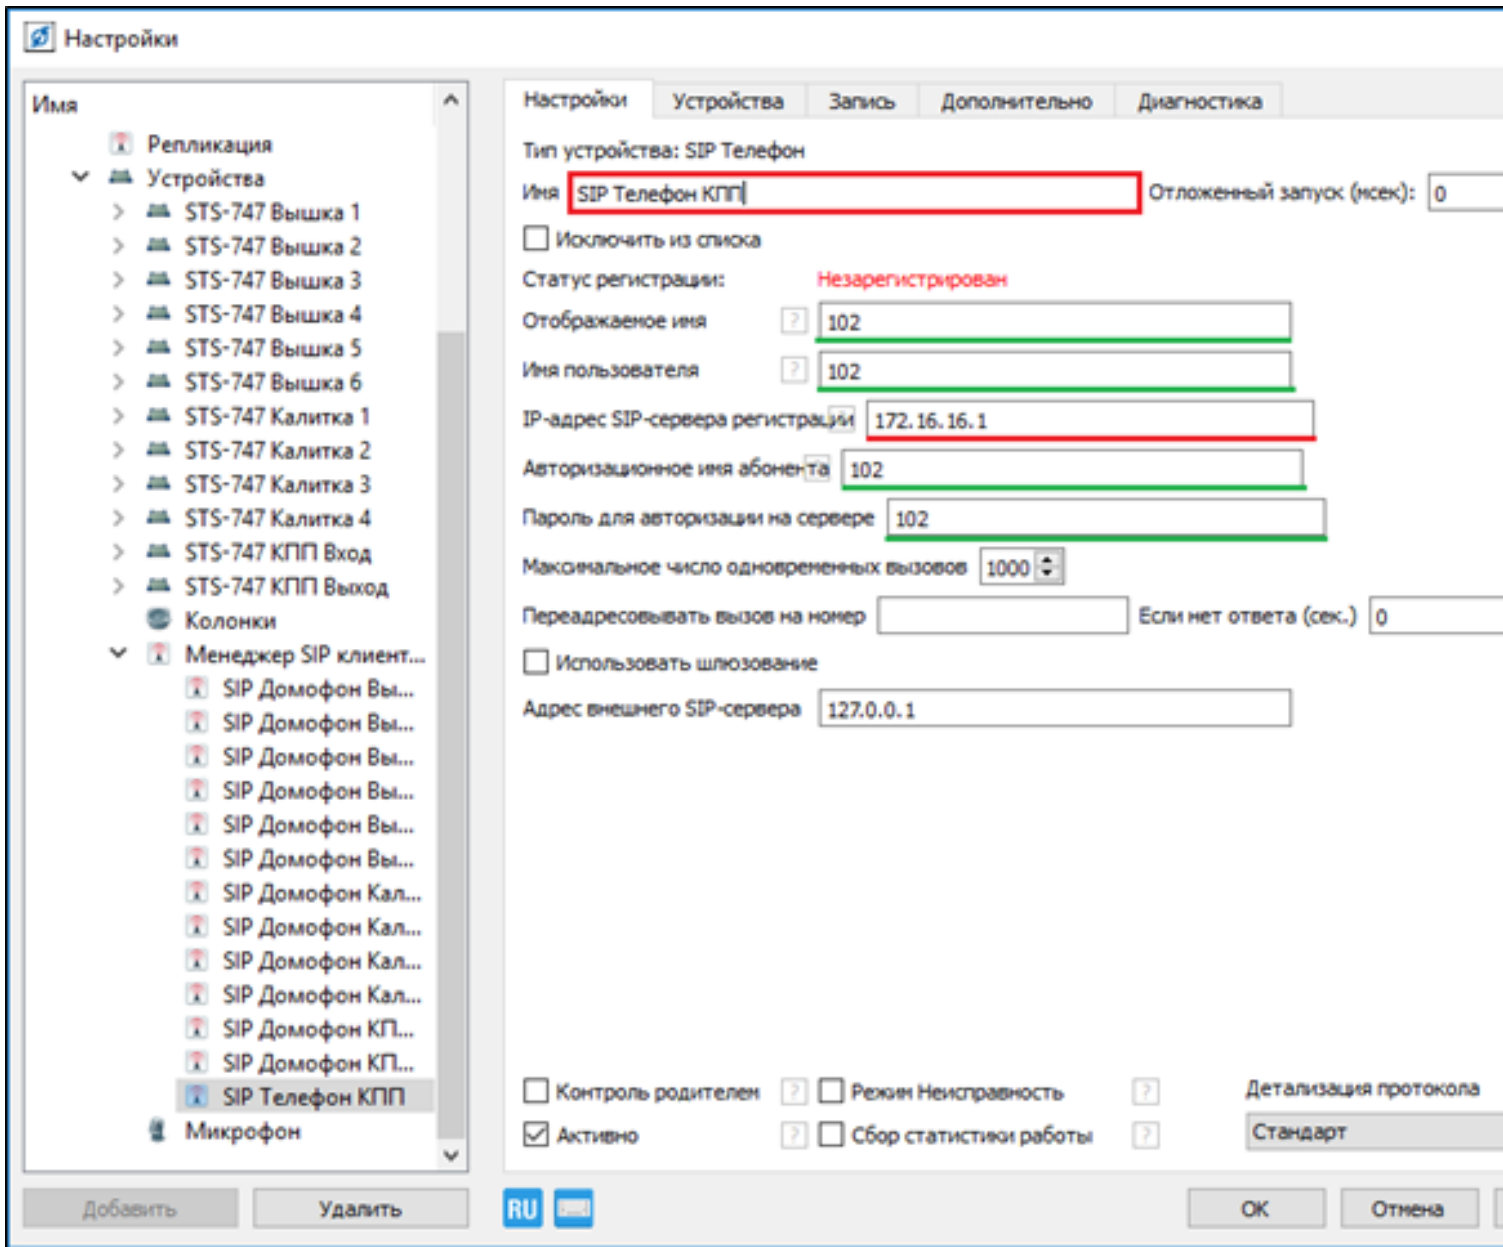 Настройки
Имя
Репликация
Устройства
STS-747 Вышка 1
STS-747 Вышка 2
STS-747 Вышка 3
STS-747 Вышка 4
STS-747 Вышка 5
STS-747 Вышка 6
STS-747 Калитка 1
STS-747 Калитка 2
STS-747 Калитка 3
STS-747 Калитка 4
STS-747 КПП Вход
STS-747 КПП Выход
Колонки
Менеджер SIP клиент...
SIP Домофон Вы...
SIP Домофон Вы...
SIP Домофон Вы...
SIP Домофон Вы...
SIP Домофон Вы...
SIP Домофон Вы...
SIP Домофон Кал...
SIP Домофон Кал...
SIP Домофон Кал...
SIP Домофон Кал...
SIP Домофон КП...
SIP Домофон КП...
SIP Телефон КПП
Микрофон
Добавить Удалить
Настройки Устройства Запись Дополнительно Диагностика
Тип устройства: SIP Телефон
Имя SIP Телефон КПП Отложенный запуск (мсек): 0
Исключить из списка
Статус регистрации: Незарегистрирован
Отображаемое имя ? 102
Имя пользователя ? 102
IP-адрес SIP-сервера регистрации 172.16.16.1
Авторизационное имя абонента 102
Пароль для авторизации на сервере 102
Максимальное число одновременных вызовов 1000
Переадресовывать вызов на номер Если нет ответа (сек.) 0
Использовать шлюзование
Адрес внешнего SIP-сервера 127.0.0.1
Контроль родителем ? Режим Неисправность ? Детализация протокола
Активно ? Сбор статистики работы ? Стандарт
RU OK Отмена